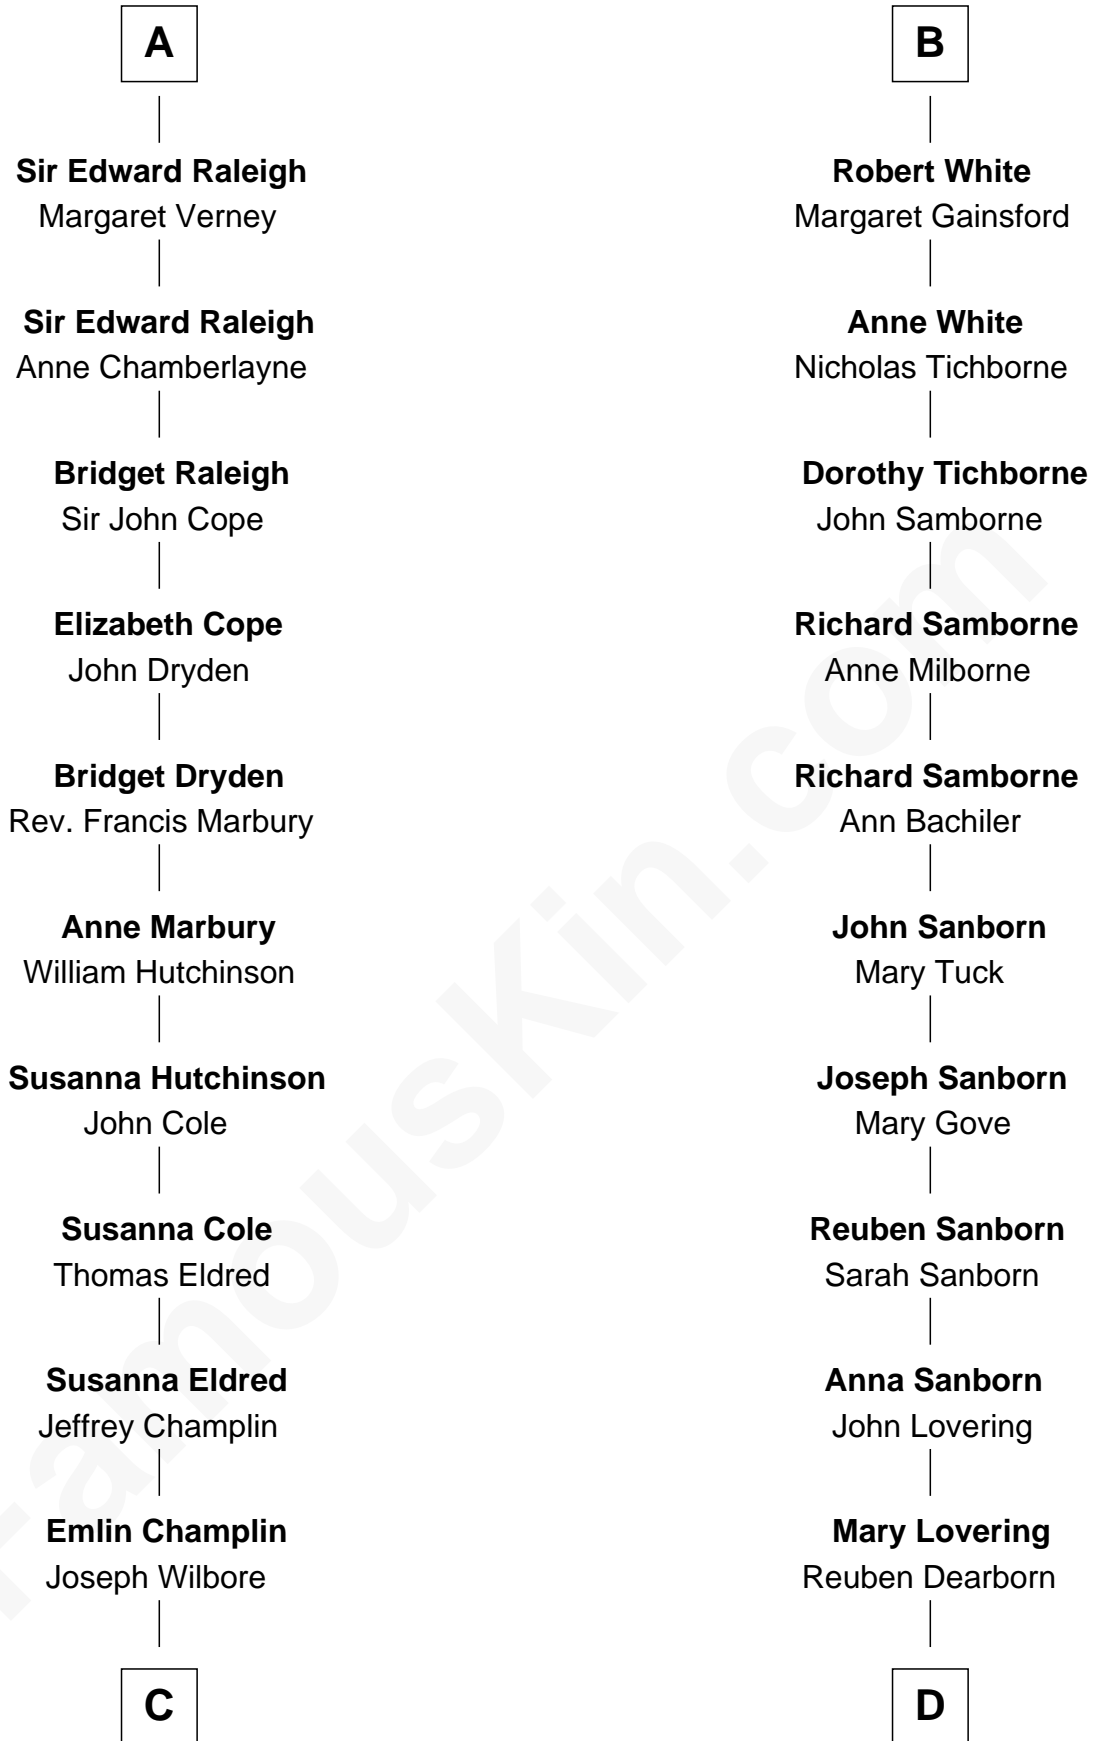 A
Sir Edward Raleigh
Margaret Verney
Sir Edward Raleigh
Anne Chamberlayne
Bridget Raleigh
Sir John Cope
Elizabeth Cope
John Dryden
Bridget Dryden
Rev. Francis Marbury
Anne Marbury
William Hutchinson
Susanna Hutchinson
John Cole
Susanna Cole
Thomas Eldred
Susanna Eldred
Jeffrey Champlin
Emlin Champlin
Joseph Wilbore
C
B
Robert White
Margaret Gainsford
Anne White
Nicholas Tichborne
Dorothy Tichborne
John Samborne
Richard Samborne
Anne Milborne
Richard Samborne
Ann Bachiler
John Sanborn
Mary Tuck
Joseph Sanborn
Mary Gove
Reuben Sanborn
Sarah Sanborn
Anna Sanborn
John Lovering
Mary Lovering
Reuben Dearborn
D
FamousKin.com